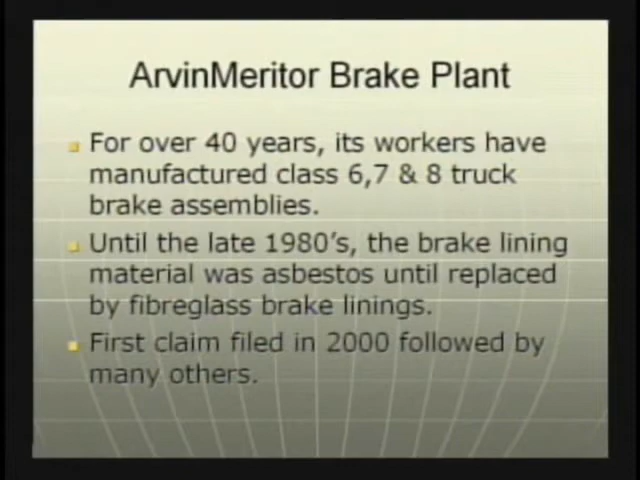 ArvinMeritor Brake Plant
For over 40 years, its workers have
manufactured class 6,7 & 8 truck
brake assemblies.
Until the late 1980's, the brake lining
material was asbestos until replaced
by fibreglass brake linings.
First claim filed in 2000 followed by
many others.